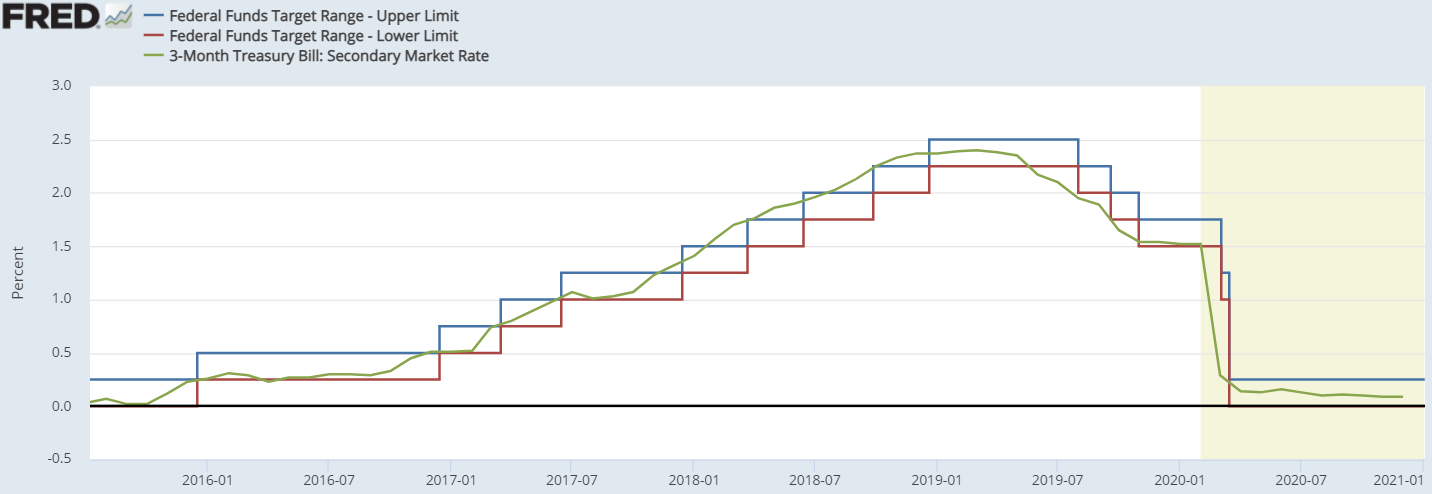 FRED
Federal Funds Target Range - Upper Limit
Federal Funds Target Range - Lower Limit
3-Month Treasury Bill: Secondary Market Rate
3.0
2.5
2.0
1.5
1.0
0.5
0.0
-0.5
Percent
2016-01 2016-07 2017-01 2017-07 2018-01 2018-07 2019-01 2019-07 2020-01 2020-07 2021-01